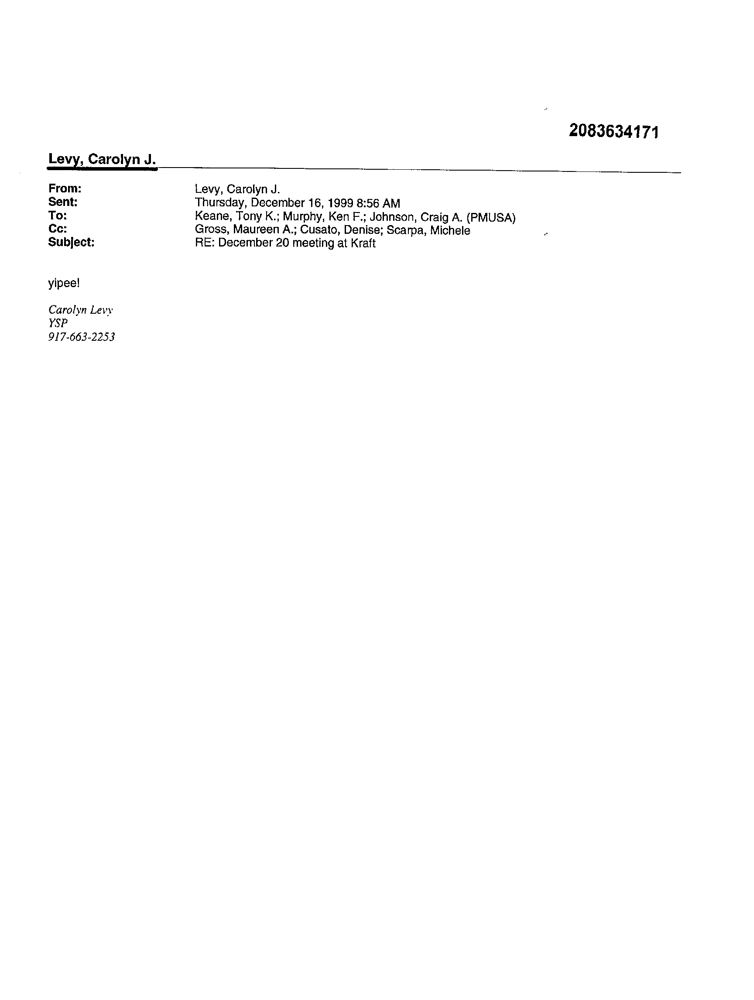 2083634171
Levy, Carolyn J.
From: Levy, Carolyn J.
Sent: Thursday, December 16, 1999 8:56 AM
To: Keane, Tony K.; Murphy, Ken F.; Johnson, Craig A. (PMUSA)
Cc: Gross, Maureen A.; Cusato, Denise; Scarpa, Michele
Subject: RE: December 20 meeting at Kraft
yipee!
Carolyn Levy
YSP
917-663-2253